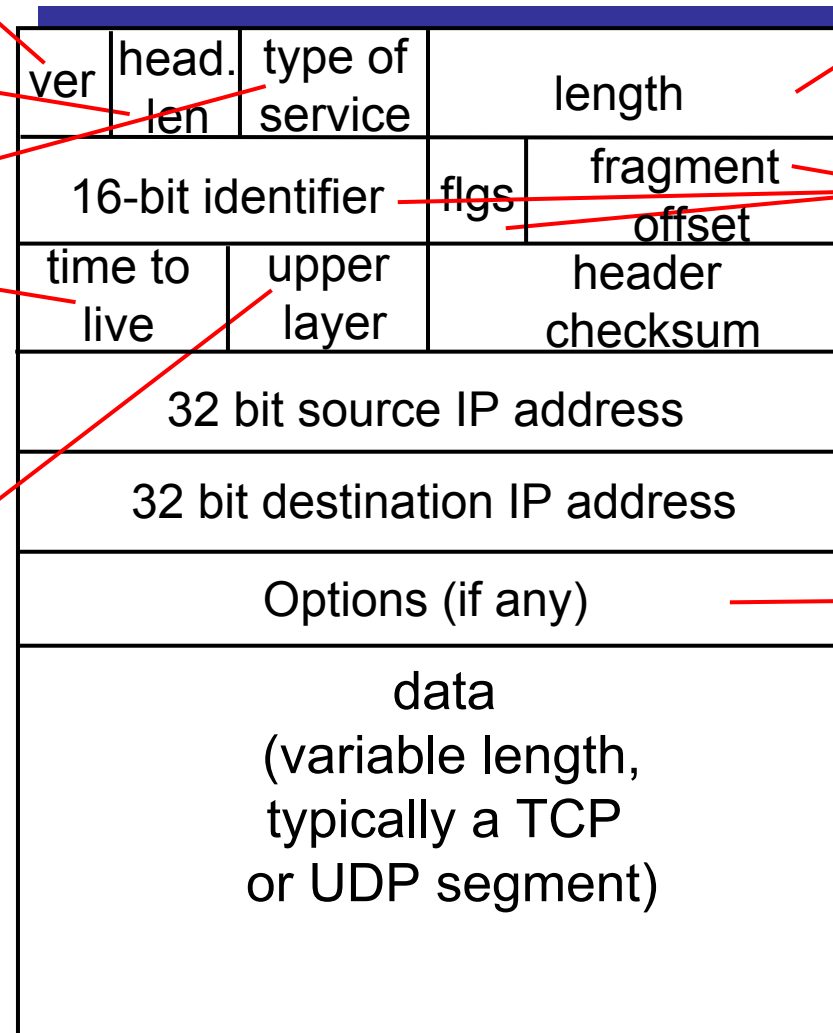 ver
head.
len
type of
service
length
16-bit identifier
flgs
fragment
offset
time to
live
upper
layer
header
checksum
32 bit source IP address
32 bit destination IP address
Options (if any)
data
(variable length,
typically a TCP
or UDP segment)